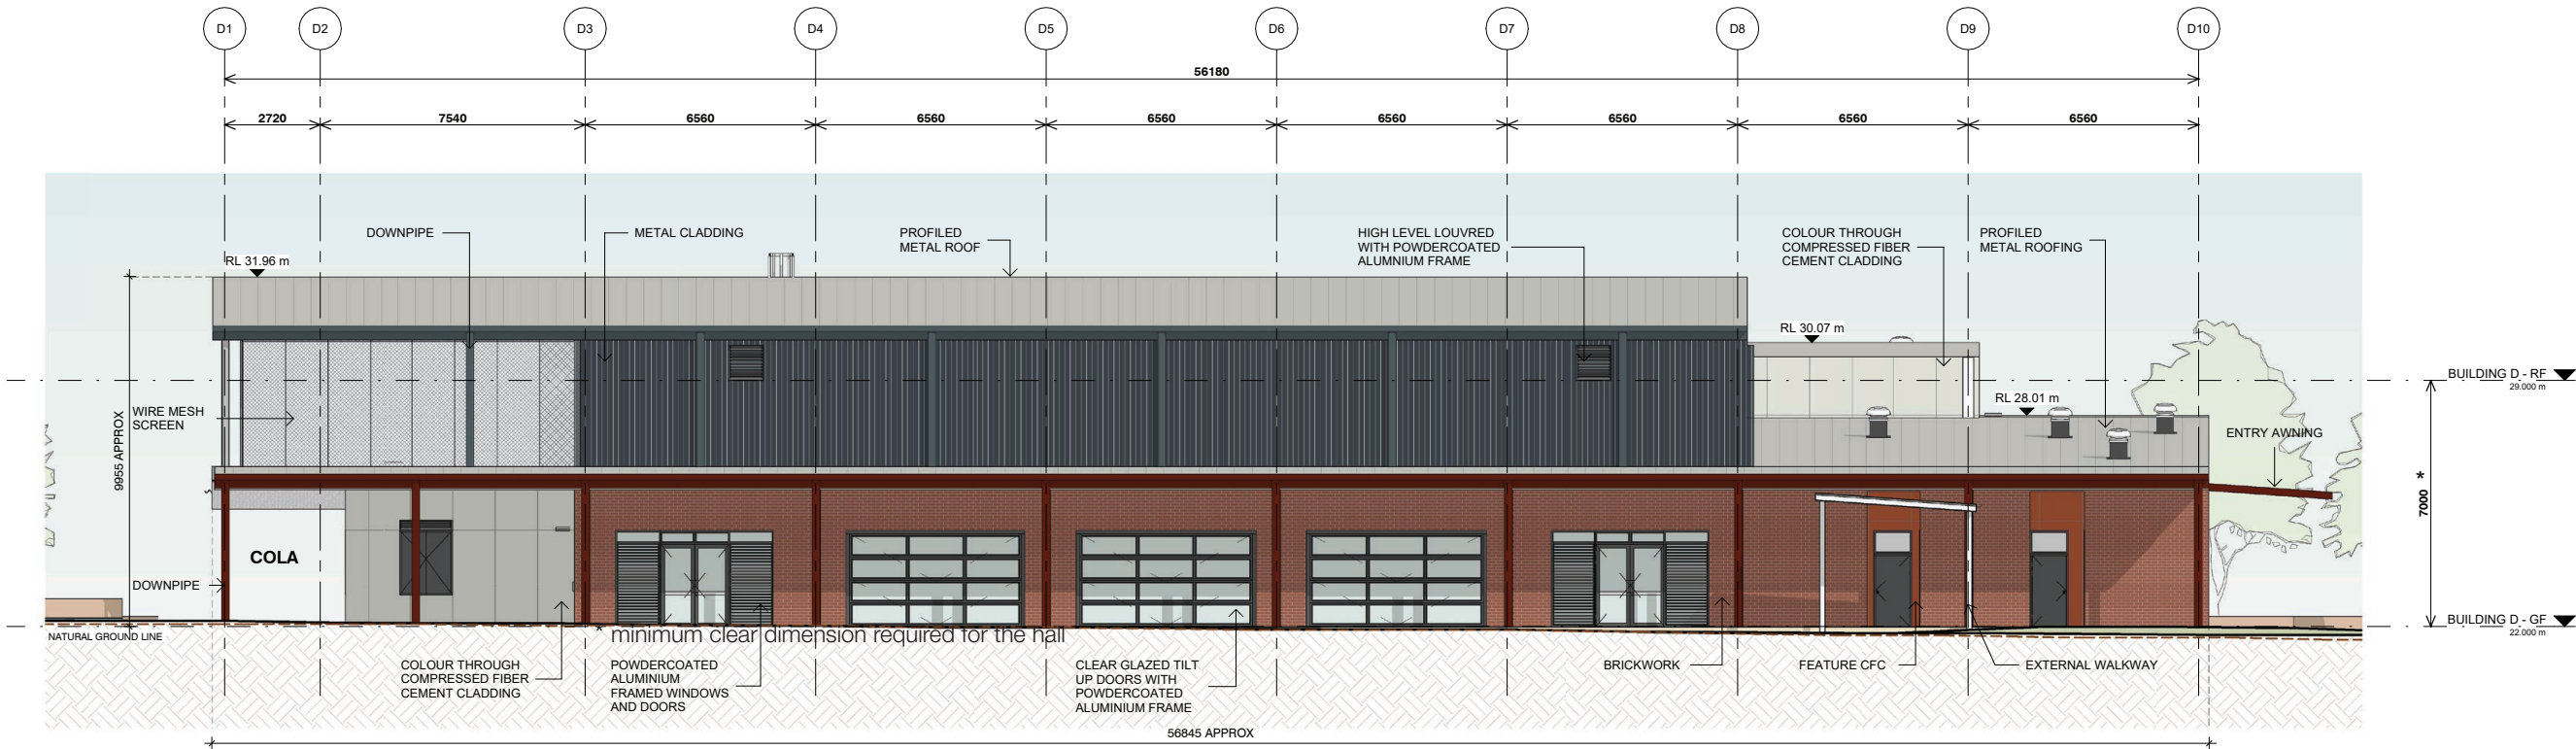 D1
D2
D3
D4
D5
D6
D7
D8
D9
D10
56180
2720
7540
6560
6560
6560
6560
6560
6560
6560
DOWNPIPE
METAL CLADDING
PROFILED
METAL ROOF
HIGH LEVEL LOUVRED
WITH POWDERCOATED
ALUMNIUM FRAME
COLOUR THROUGH
COMPRESSED FIBER
CEMENT CLADDING
PROFILED
METAL ROOFING
RL 31.96 m
RL 30.07 m
RL 28.01 m
BUILDING D - RF
29.000 m
WIRE MESH
SCREEN
9955 APPROX
ENTRY AWNING
7000 *
COLA
DOWNPIPE
BUILDING D - GF
22.000 m
NATURAL GROUND LINE
* minimum clear dimension required for the hall
COLOUR THROUGH
COMPRESSED FIBER
CEMENT CLADDING
POWDERCOATED
ALUMINIUM
FRAMED WINDOWS
AND DOORS
CLEAR GLAZED TILT
UP DOORS WITH
POWDERCOATED
ALUMINIUM FRAME
BRICKWORK
FEATURE CFC
EXTERNAL WALKWAY
56845 APPROX